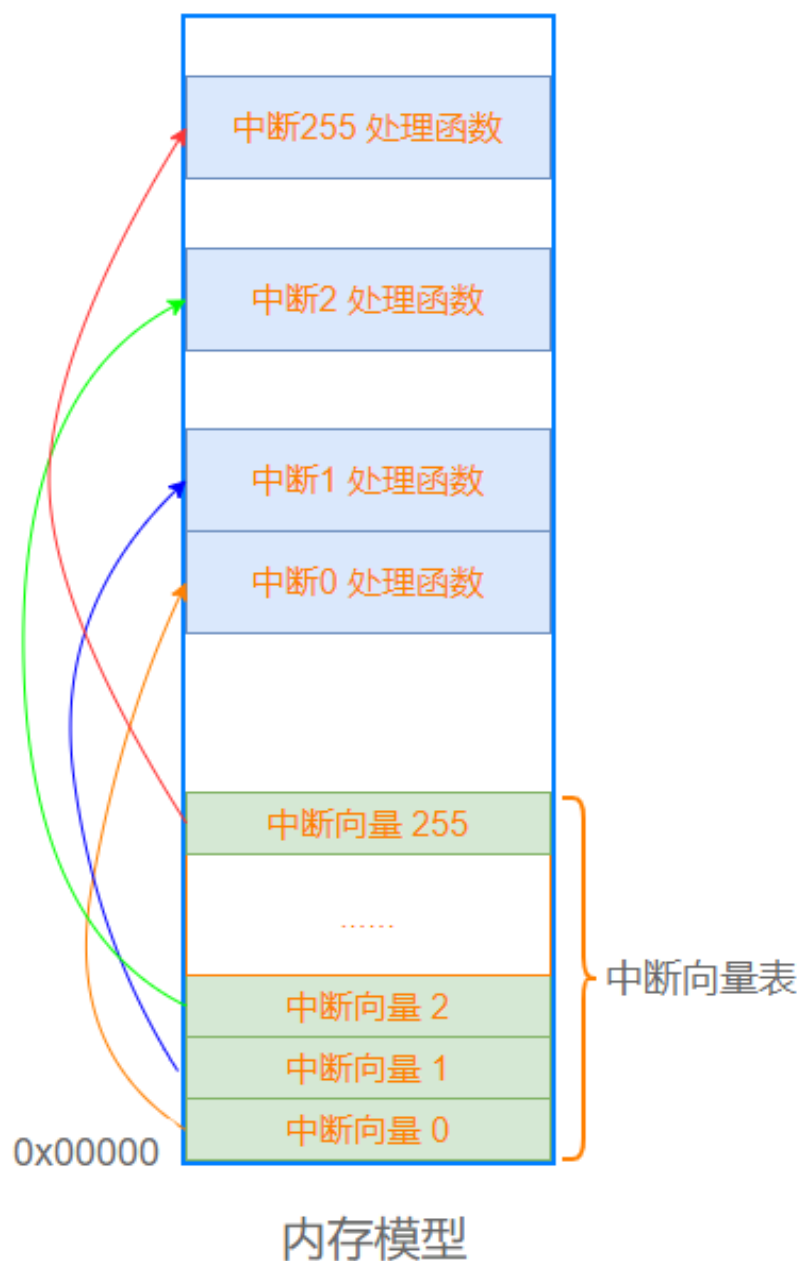 中断255 处理函数
中断2 处理函数
中断1 处理函数
中断0 处理函数
中断向量 255
......
中断向量 2
中断向量 1
中断向量 0
中断向量表
0x00000
内存模型